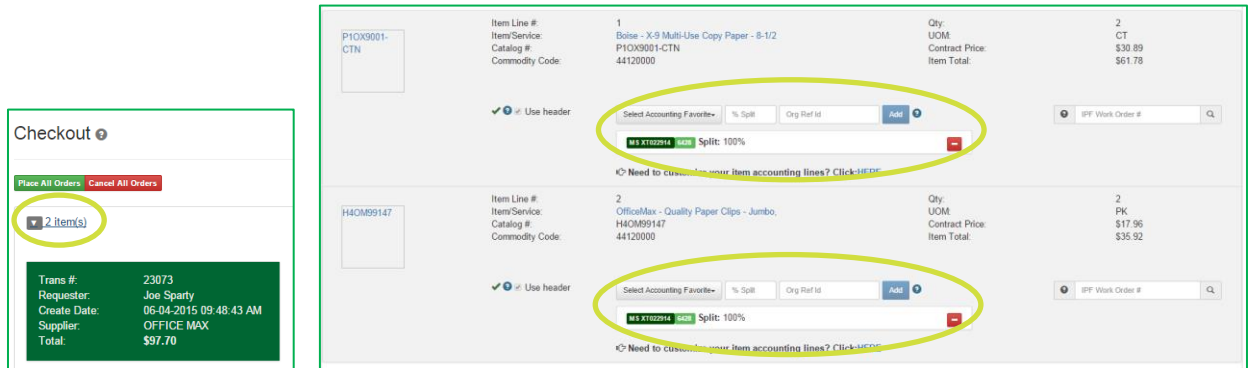 Checkout
Place All Orders Cancel All Orders
2 item(s)
Trans #: 23073
Requester: Joe Sparty
Create Date: 06-04-2015 09:48:43 AM
Supplier: OFFICE MAX
Total: $97.70
P1OX9001-
CTN
Item Line #: 1 Qty: 2
Item/Service: Boise - X-9 Multi-Use Copy Paper - 8-1/2 UOM: CT
Catalog #: P1OX9001-CTN Contract Price: $30.89
Commodity Code: 44120000 Item Total: $61.78
Use header Select Accounting Favorite % Split Org Ref Id Add IPF Work Order #
MS XT022914 6428 Split: 100%
Need to customize your item accounting lines? Click:HERE
H4OM99147
Item Line #: 2 Qty: 2
Item/Service: OfficeMax - Quality Paper Clips - Jumbo, UOM: PK
Catalog #: H4OM99147 Contract Price: $17.96
Commodity Code: 44120000 Item Total: $35.92
Use header Select Accounting Favorite % Split Org Ref Id Add IPF Work Order #
MS XT022914 6428 Split: 100%
Need to customize your item accounting lines? Click:HERE